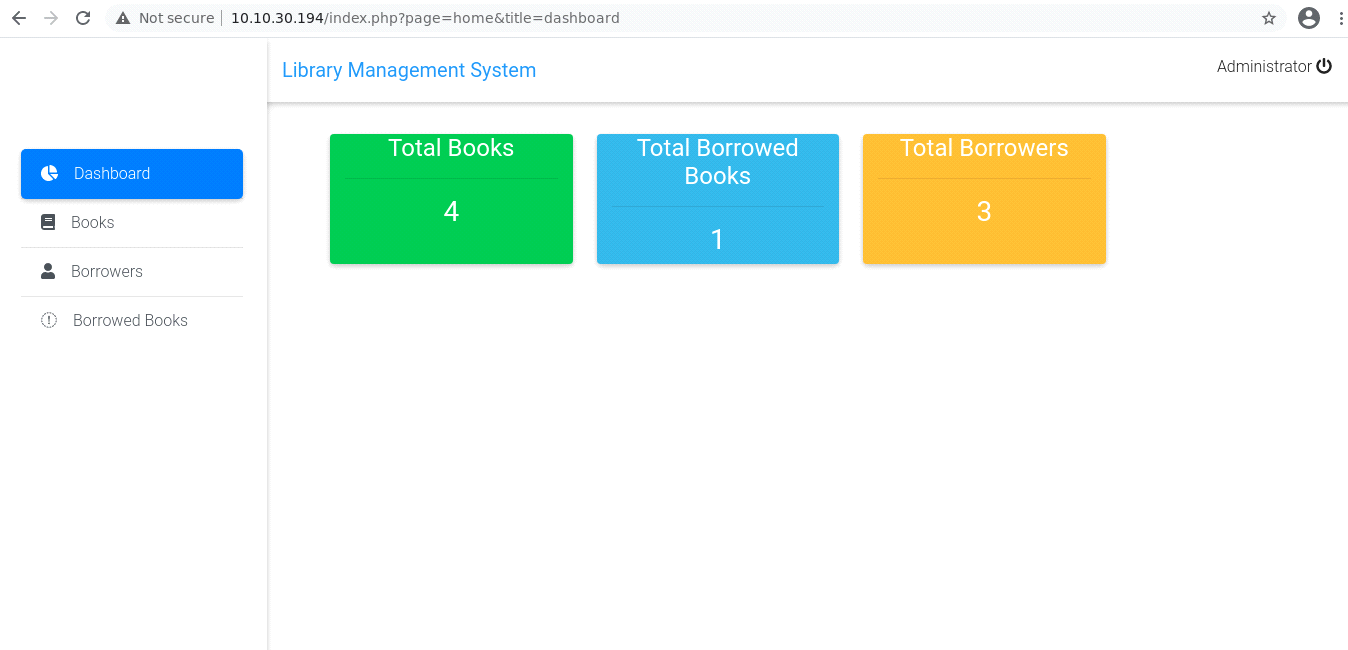 Not secure 10.10.30.194/index.php?page=home&title=dashboard
Library Management System
Administrator
Dashboard
Books
Borrowers
Borrowed Books
Total Books
4
Total Borrowed
Books
1
Total Borrowers
3